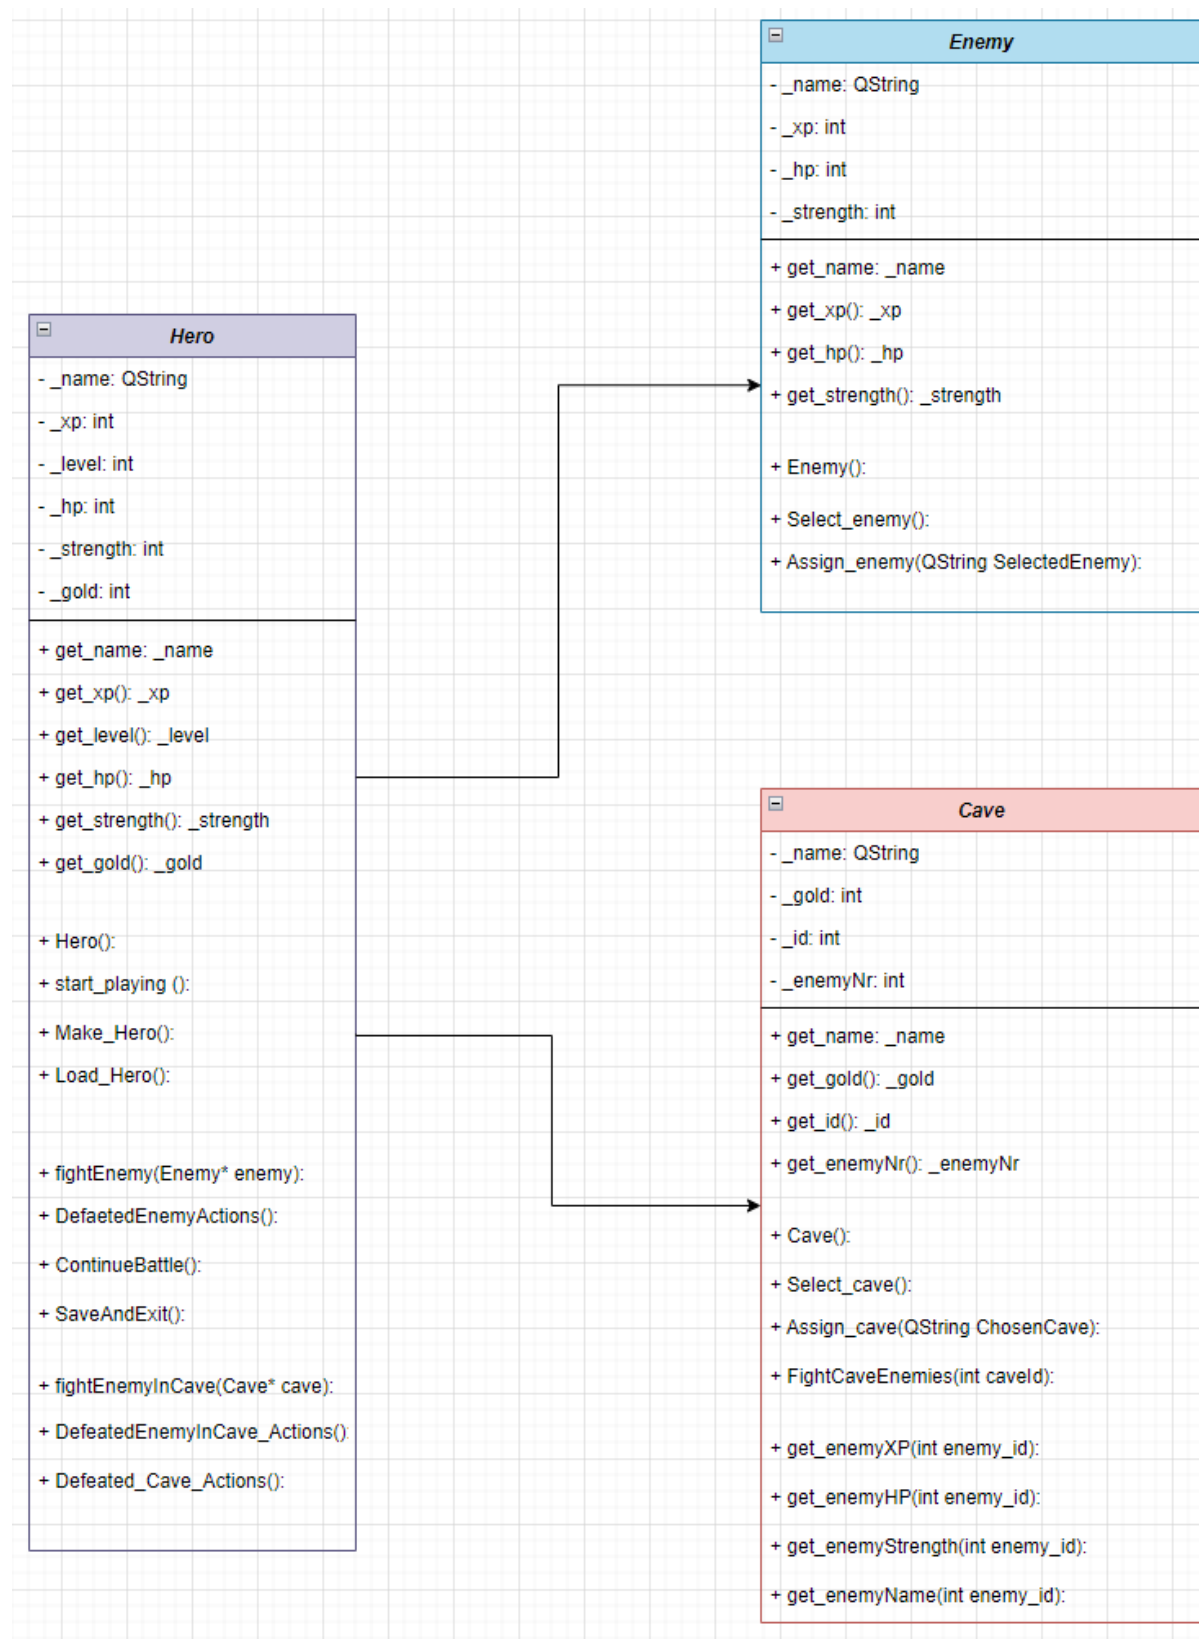 Enemy
- _name: QString
- _xp: int
- _hp: int
- _strength: int
+ get_name: _name
+ get_xp(): _xp
+ get_hp(): _hp
+ get_strength(): _strength
+ Enemy():
+ Select_enemy():
+ Assign_enemy(QString SelectedEnemy):
Hero
- _name: QString
- _xp: int
- _level: int
- _hp: int
- _strength: int
- _gold: int
+ get_name: _name
+ get_xp(): _xp
+ get_level(): _level
+ get_hp(): _hp
+ get_strength(): _strength
+ get_gold(): _gold
+ Hero():
+ start_playing ():
+ Make_Hero():
+ Load_Hero():
+ fightEnemy(Enemy* enemy):
+ DefaetedEnemyActions():
+ ContinueBattle():
+ SaveAndExit():
+ fightEnemyInCave(Cave* cave):
+ DefeatedEnemyInCave_Actions():
+ Defeated_Cave_Actions():
Cave
- _name: QString
- _gold: int
- _id: int
- _enemyNr: int
+ get_name: _name
+ get_gold(): _gold
+ get_id(): _id
+ get_enemyNr(): _enemyNr
+ Cave():
+ Select_cave():
+ Assign_cave(QString ChosenCave):
+ FightCaveEnemies(int caveId):
+ get_enemyXP(int enemy_id):
+ get_enemyHP(int enemy_id):
+ get_enemyStrength(int enemy_id):
+ get_enemyName(int enemy_id):